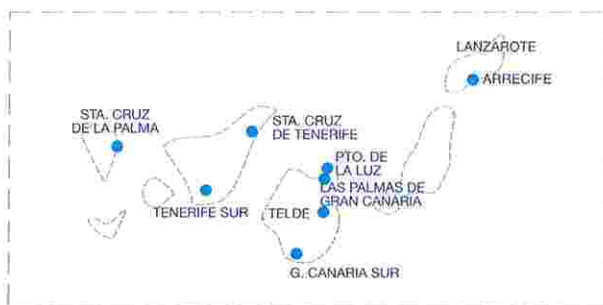 LANZAROTE
ARRECIFE
STA. CRUZ
DE LA PALMA
STA. CRUZ
DE TENERIFE
PTO. DE
LA LUZ
LAS PALMAS DE
GRAN CANARIA
TENERIFE SUR
TELDE
G. CANARIA SUR